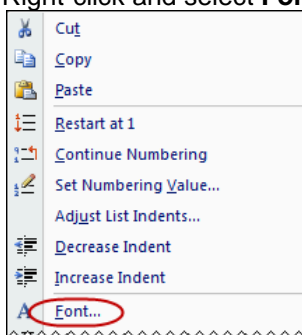 Right-click and select
Cut
Copy
Paste
Restart at 1
Continue Numbering
Set Numbering Value...
Adjust List Indents...
Decrease Indent
Increase Indent
Font...